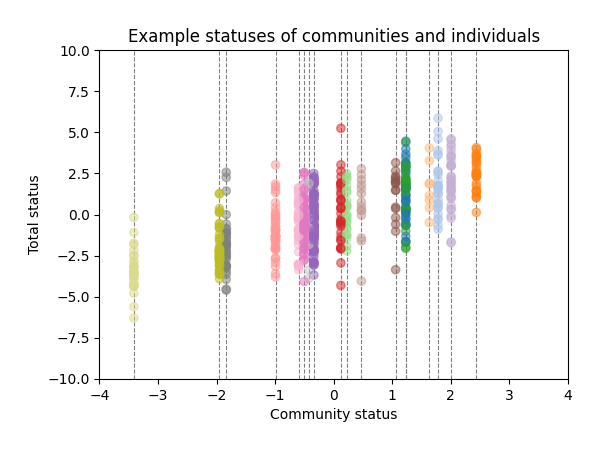 Example statuses of communities and individuals
10.0
7.5
5.0
2.5
0.0
−2.5
−5.0
−7.5
−10.0
Total status
−4 −3 −2 −1 0 1 2 3 4
Community status